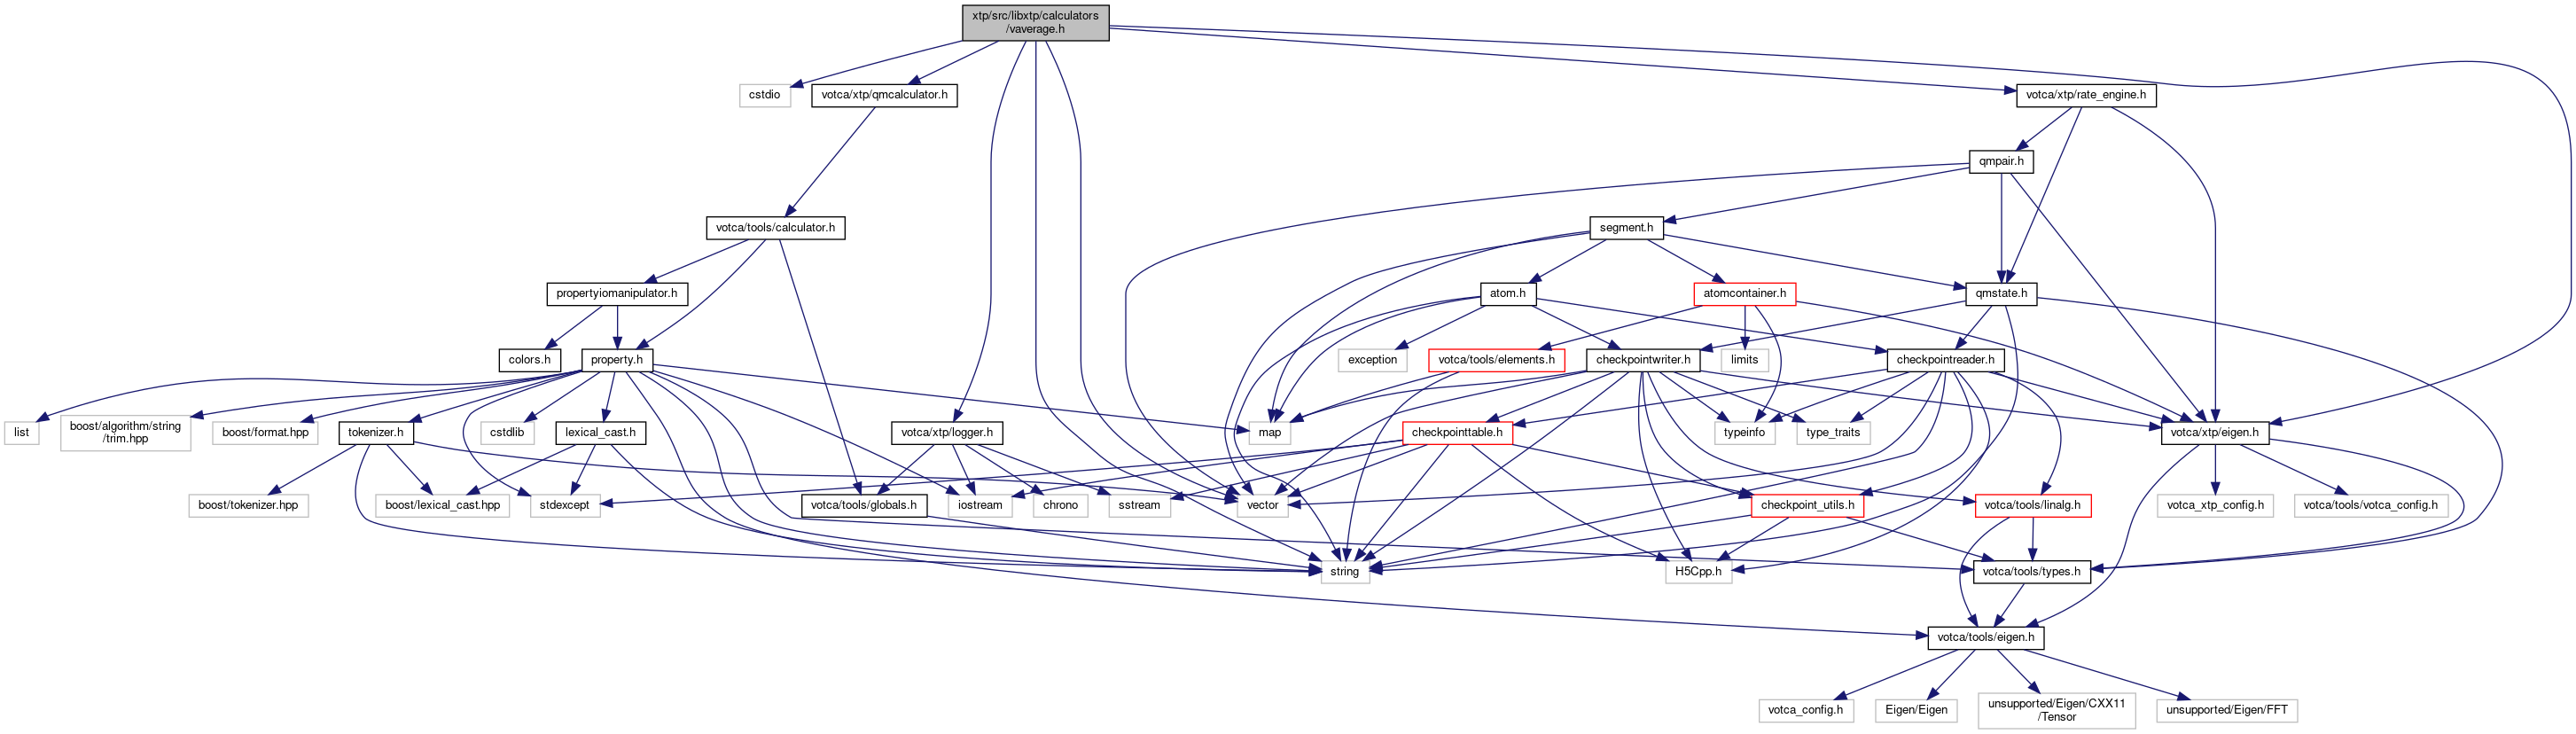 xtp/src/libxtp/calculators
/vaverage.h
cstdio
votca/xtp/qmcalculator.h
votca/xtp/rate_engine.h
qmpair.h
votca/tools/calculator.h
segment.h
propertyiomanipulator.h
atom.h
atomcontainer.h
qmstate.h
colors.h
property.h
exception
votca/tools/elements.h
checkpointwriter.h
limits
checkpointreader.h
list
boost/algorithm/string
/trim.hpp
boost/format.hpp
tokenizer.h
cstdlib
lexical_cast.h
votca/xtp/logger.h
map
checkpointtable.h
typeinfo
type_traits
votca/xtp/eigen.h
boost/tokenizer.hpp
boost/lexical_cast.hpp
stdexcept
votca/tools/globals.h
iostream
chrono
sstream
vector
checkpoint_utils.h
votca/tools/linalg.h
votca_xtp_config.h
votca/tools/votca_config.h
string
H5Cpp.h
votca/tools/types.h
votca/tools/eigen.h
votca_config.h
Eigen/Eigen
unsupported/Eigen/CXX11
/Tensor
unsupported/Eigen/FFT